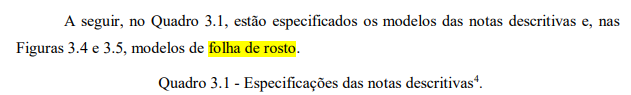 A seguir, no Quadro 3.1, estão especificados os modelos das notas descritivas e, nas
Figuras 3.4 e 3.5, modelos de folha de rosto.
Quadro 3.1 - Especificações das notas descritivas⁴.